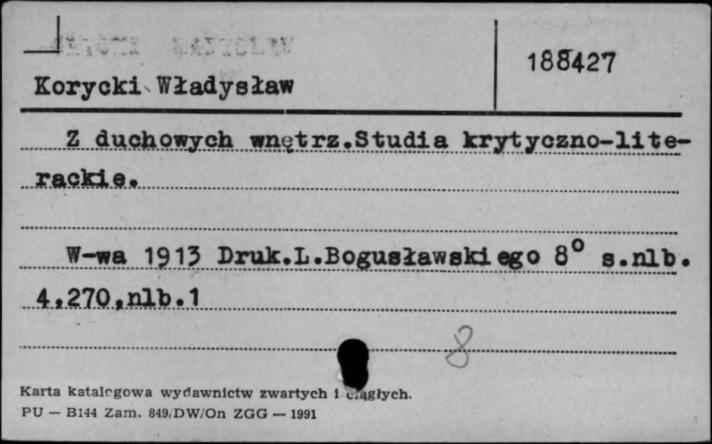 188427
Korycki Władysław
Z duchowych wnętrz.Studia krytyczno-lite-
rackie.
W-wa 1913 Druk.L.Bogusławskiego 8° s.nlb.
4,270,nlb.1
8
Karta katalogowa wydawnictw zwartych i ciągłych.
PU — B144 Zam. 849/DW/On ZGG — 1991